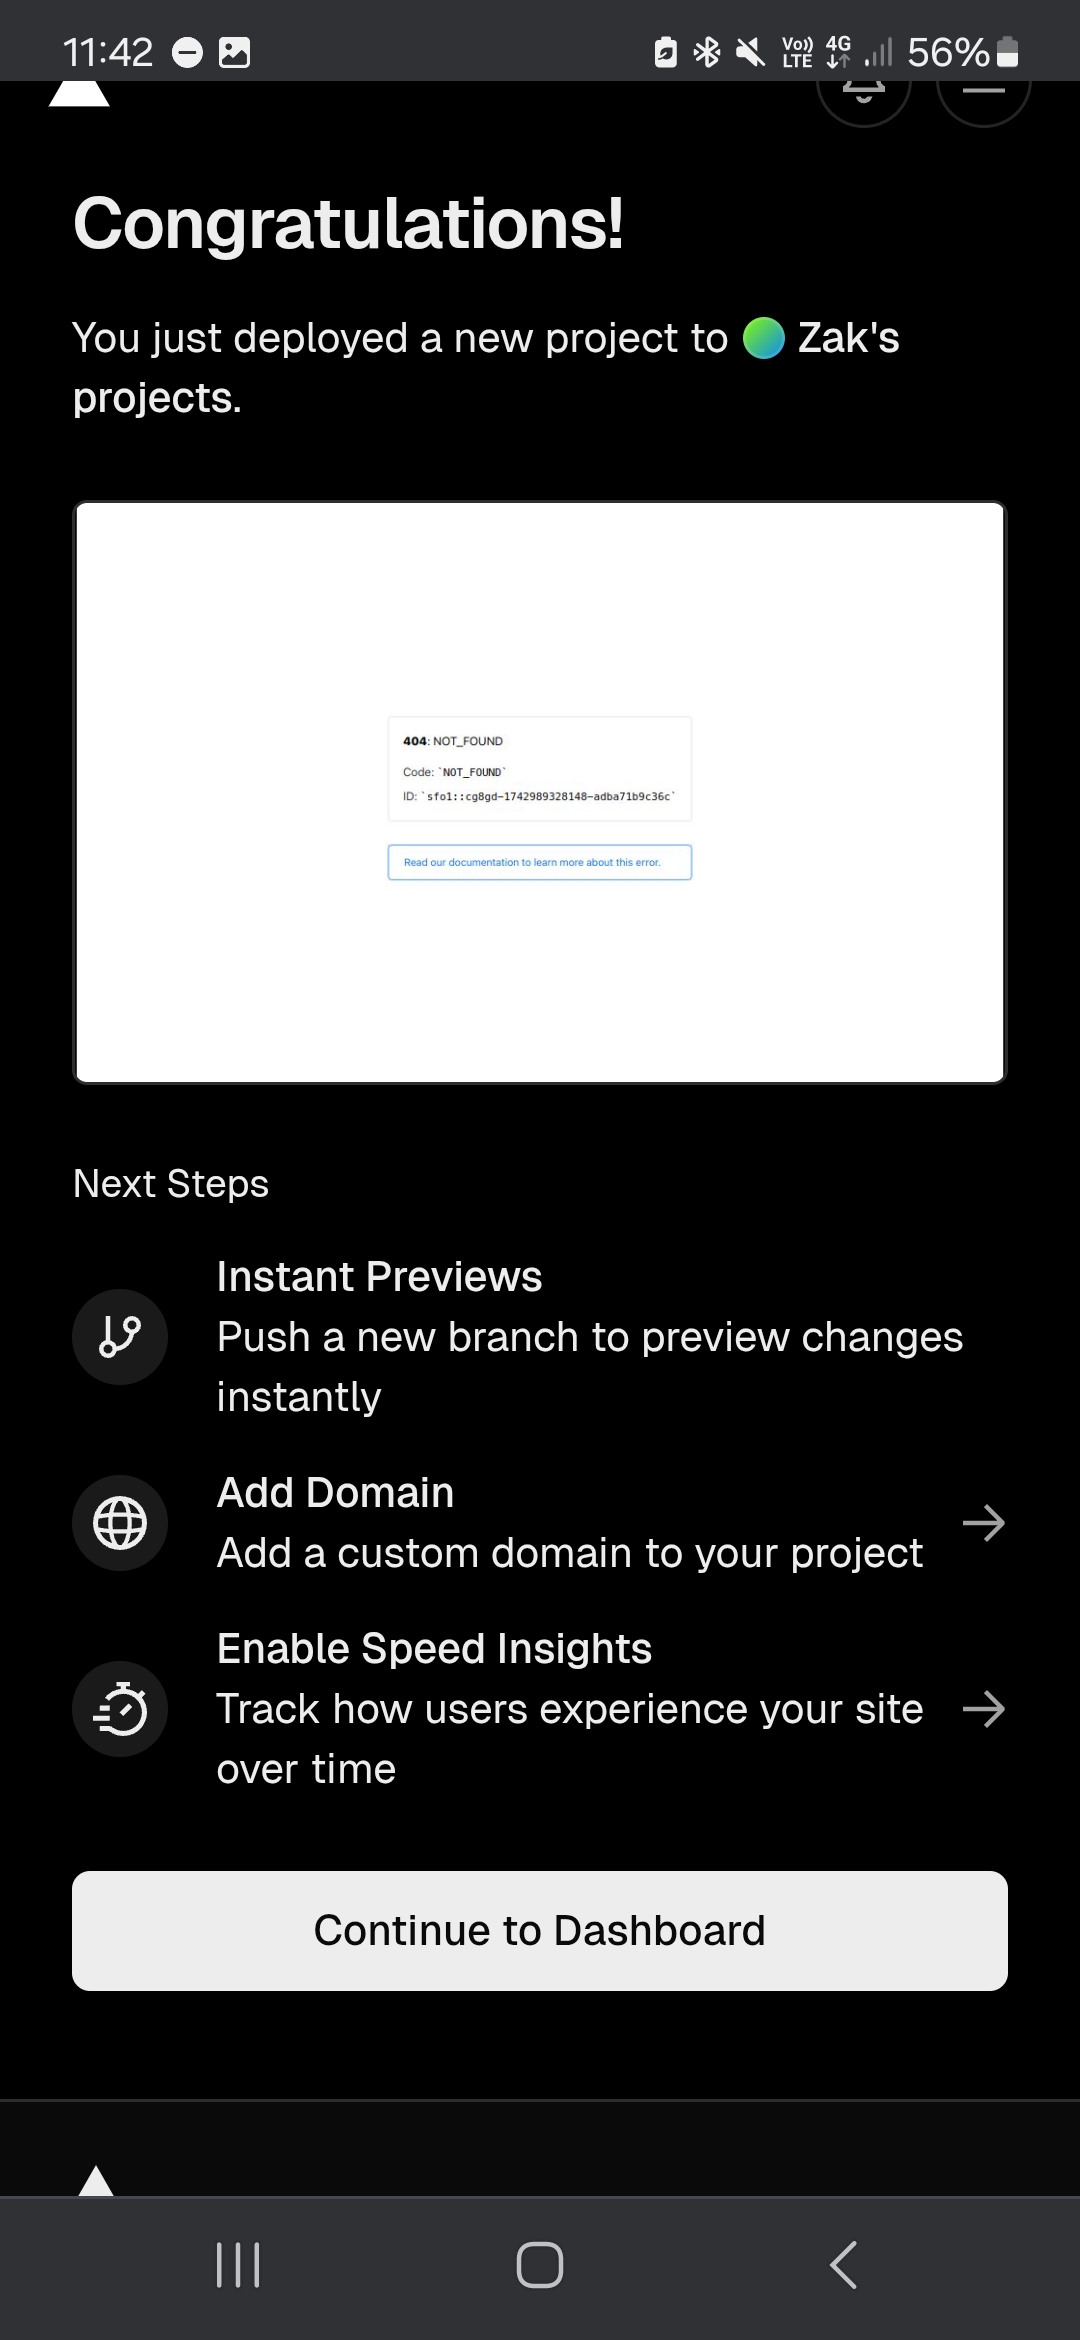 11:42
Vo)) LTE 4G 56%
Congratulations!
You just deployed a new project to Zak's
projects.
404: NOT_FOUND
Code: `NOT_FOUND`
ID: `sfo1::cg8gd-1742989328148-adba71b9c36c`
Read our documentation to learn more about this error.
Next Steps
Instant Previews
Push a new branch to preview changes
instantly
Add Domain
Add a custom domain to your project
Enable Speed Insights
Track how users experience your site
over time
Continue to Dashboard